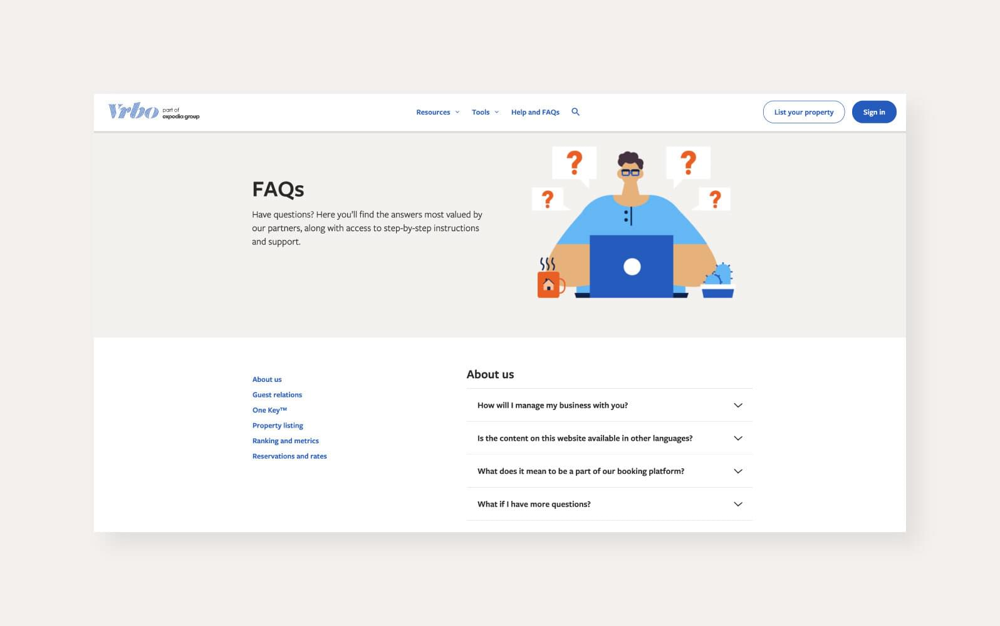 Vrbo
part of
expedia group
Resources
Tools
Help and FAQs
List your property
Sign in
FAQs
Have questions? Here you'll find the answers most valued by
our partners, along with access to step-by-step instructions
and support.
? ? ? ?
About us
Guest relations
One Key™
Property listing
Ranking and metrics
Reservations and rates
About us
How will I manage my business with you?
Is the content on this website available in other languages?
What does it mean to be a part of our booking platform?
What if I have more questions?